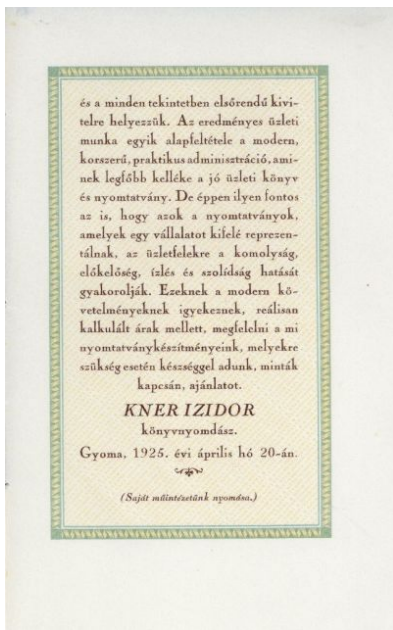 és a minden tekintetben elsőrendű kivi-
telre helyezzük. Az eredményes üzleti
munka egyik alapfeltétele a modern,
korszerű, praktikus adminisztráció, ami-
nek legfőbb kelléke a jó üzleti könyv
és nyomtatvány. De éppen ilyen fontos
az is, hogy azok a nyomtatványok,
amelyek egy vállalatot kifelé reprezen-
tálnak, az üzletfelekre a komolyság,
előkelőség, ízlés és szolídság hatását
gyakorolják. Ezeknek a modern kö-
vetelményeknek igyekeznek, reálisan
kalkulált árak mellett, megfelelni a mi
nyomtatványkészítményeink, melyekre
szükség esetén készséggel adunk, minták
kapcsán, ajánlatot.
KNER IZIDOR
könyvnyomdász.
Gyoma, 1925. évi április hó 20-án.
(Saját műintézetünk nyomása.)